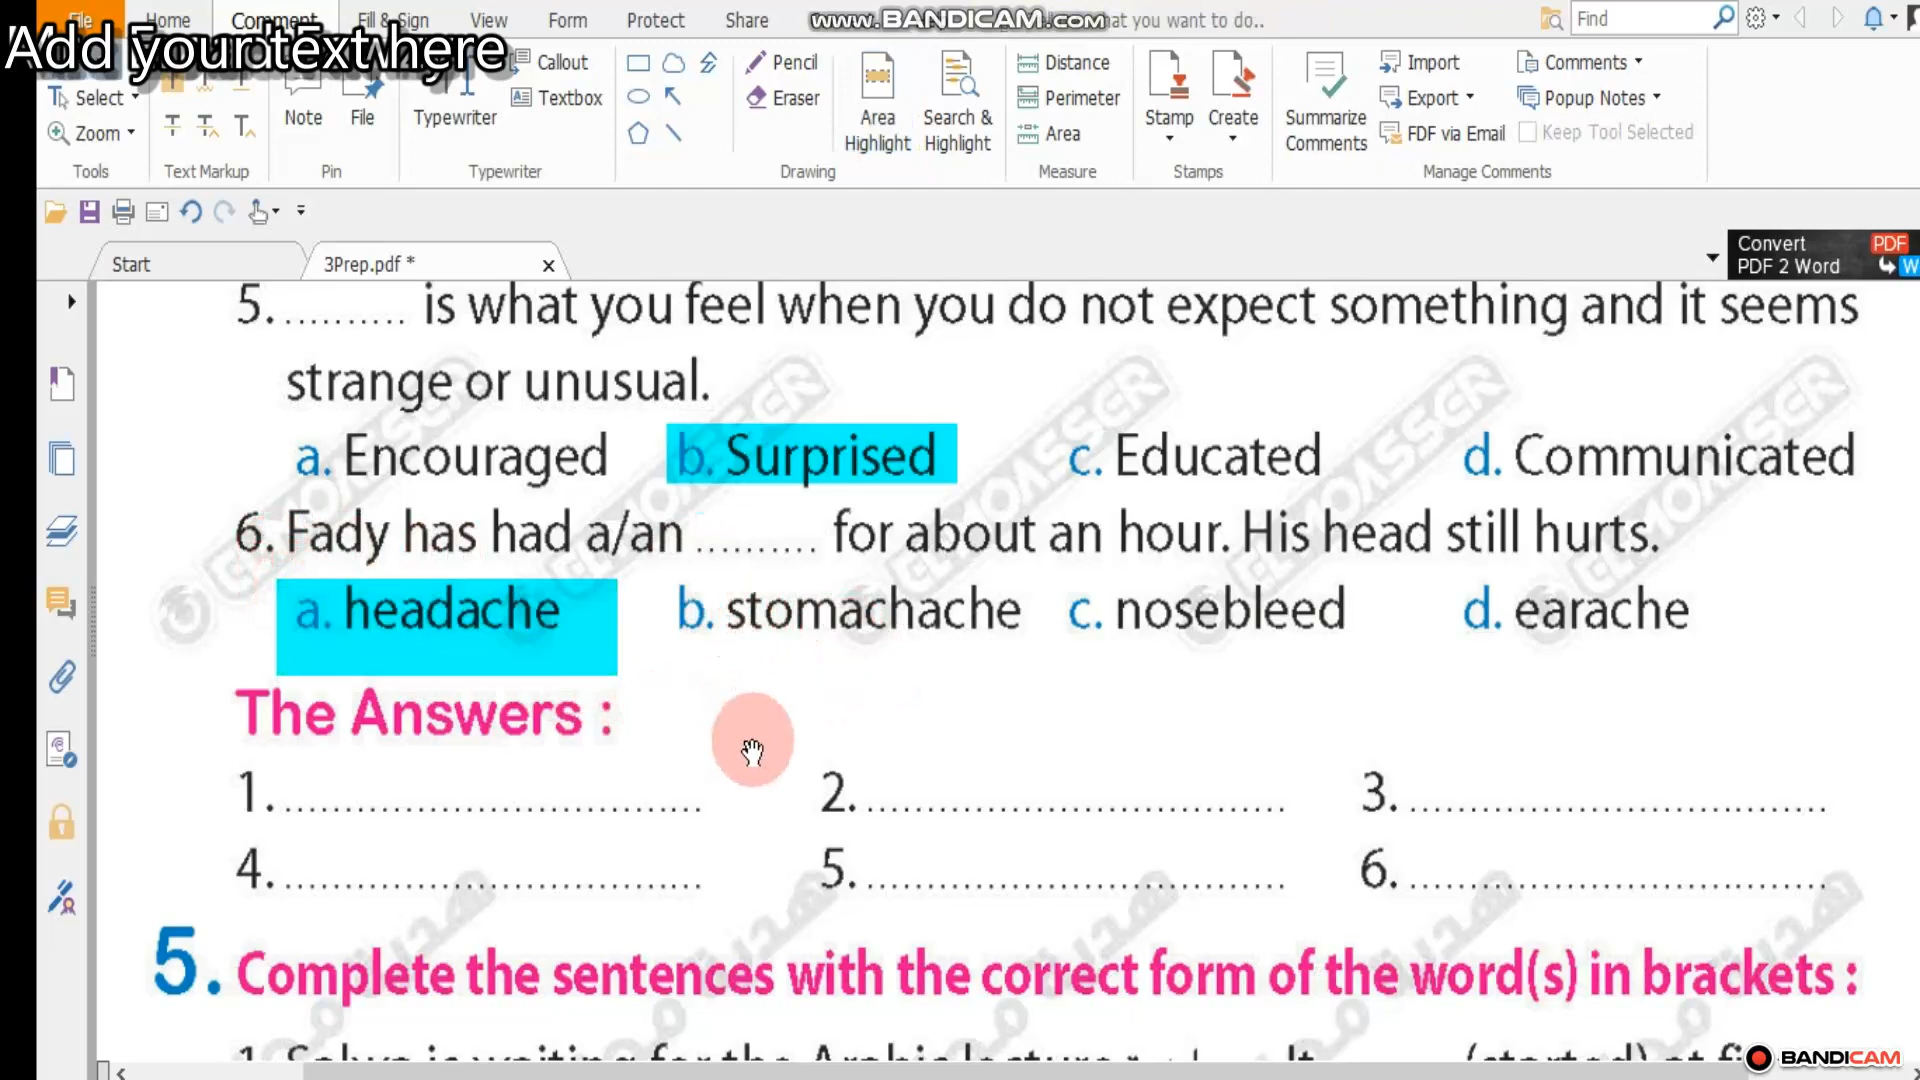 File Home Comment Fill & Sign View Form Protect Share www.BANDICAM.com hat you want to do.. Find
Add your text here
Select
Zoom
Tools
Text Markup
Note
File
Pin
Callout
Textbox
Typewriter
Typewriter
Pencil
Eraser
Area Highlight
Search & Highlight
Drawing
Distance
Perimeter
Area
Measure
Stamp
Create
Stamps
Summarize Comments
Import
Export
FDF via Email
Comments
Popup Notes
Keep Tool Selected
Manage Comments
Start
3Prep.pdf *
Convert PDF
PDF 2 Word W
5. .......... is what you feel when you do not expect something and it seems
strange or unusual.
a. Encouraged b. Surprised c. Educated d. Communicated
6. Fady has had a/an .......... for about an hour. His head still hurts.
a. headache b. stomachache c. nosebleed d. earache
The Answers :
1. .................................. 2. .................................. 3. ..................................
4. .................................. 5. .................................. 6. ..................................
5. Complete the sentences with the correct form of the word(s) in brackets :
BANDICAM